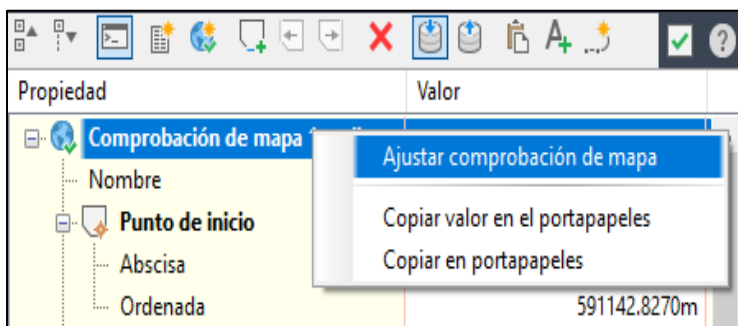 Propiedad Valor
Comprobación de mapa
Ajustar comprobación de mapa
Nombre
Copiar valor en el portapapeles
Punto de inicio
Copiar en portapapeles
Abscisa
Ordenada 591142.8270m